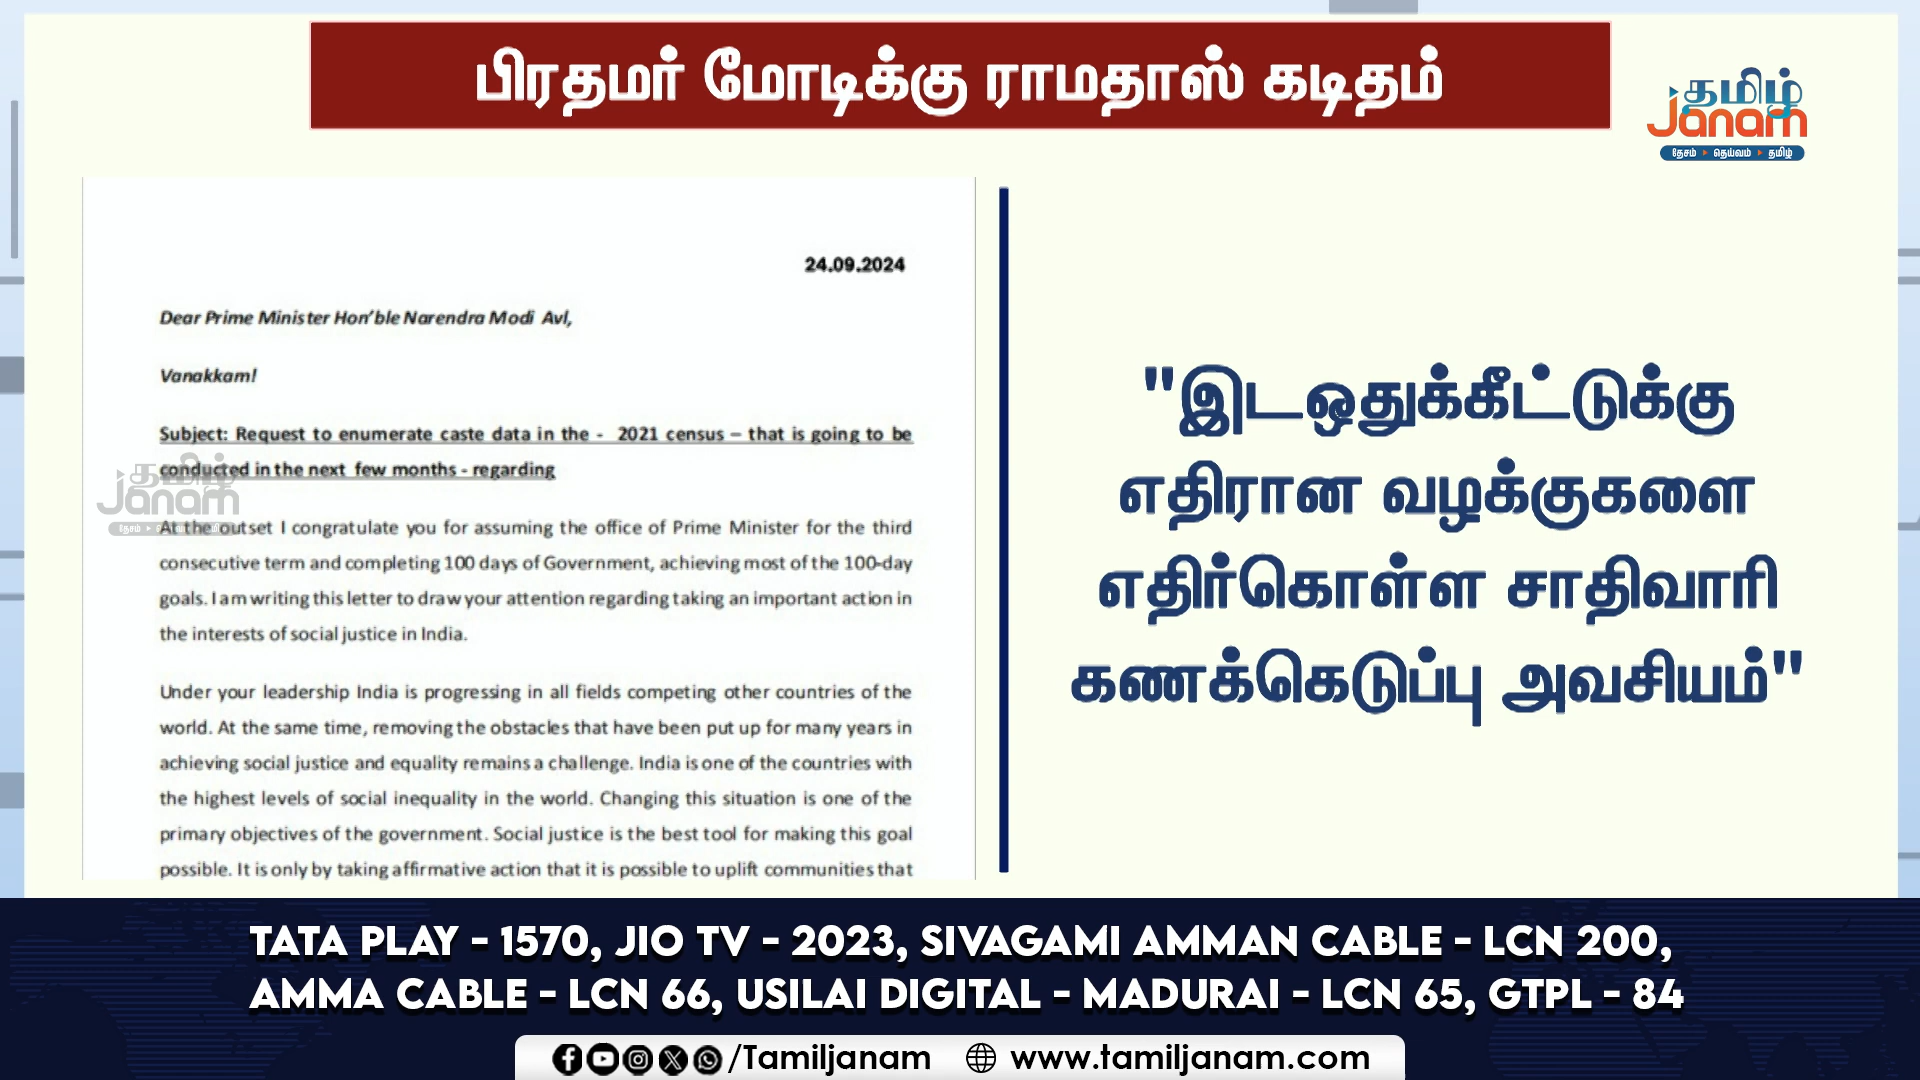 பிரதமர் மோடிக்கு ராமதாஸ் கடிதம்
தமிழ்
Janam
தேசம் தெய்வம் தமிழ்
24.09.2024
Dear Prime Minister Hon'ble Narendra Modi Avl,
Vanakkam!
Subject: Request to enumerate caste data in the - 2021 census – that is going to be
conducted in the next few months - regarding
தமிழ்
Janam
At the outset I congratulate you for assuming the office of Prime Minister for the third
consecutive term and completing 100 days of Government, achieving most of the 100-day
goals. I am writing this letter to draw your attention regarding taking an important action in
the interests of social justice in India.
Under your leadership India is progressing in all fields competing other countries of the
world. At the same time, removing the obstacles that have been put up for many years in
achieving social justice and equality remains a challenge. India is one of the countries with
the highest levels of social inequality in the world. Changing this situation is one of the
primary objectives of the government. Social justice is the best tool for making this goal
possible. It is only by taking affirmative action that it is possible to uplift communities that
"இடஒதுக்கீட்டுக்கு
எதிரான வழக்குகளை
எதிர்கொள்ள சாதிவாரி
கணக்கெடுப்பு அவசியம்"
TATA PLAY - 1570, JIO TV - 2023, SIVAGAMI AMMAN CABLE - LCN 200,
AMMA CABLE - LCN 66, USILAI DIGITAL - MADURAI - LCN 65, GTPL - 84
/Tamiljanam www.tamiljanam.com